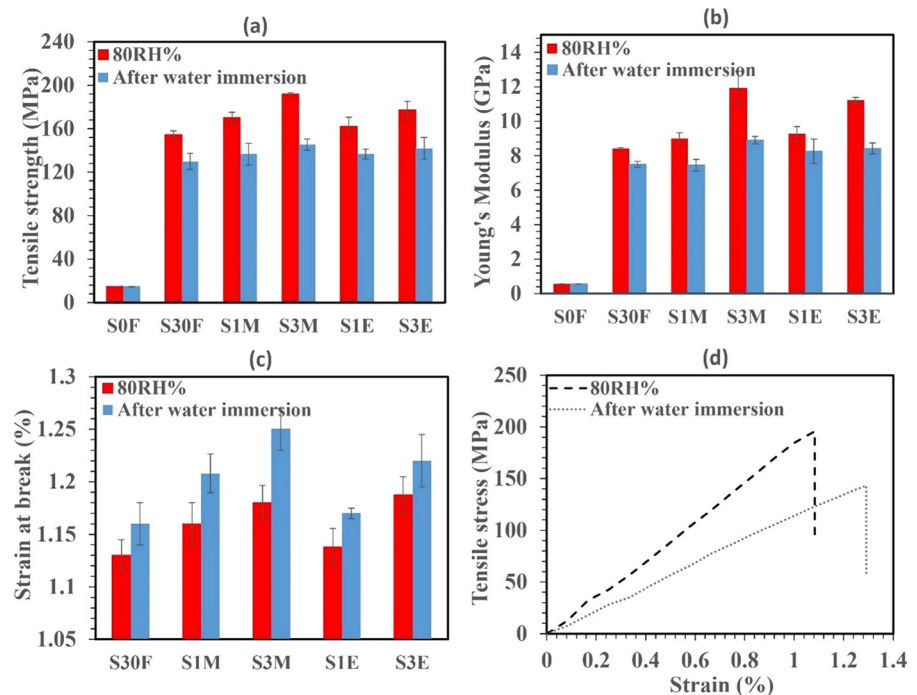 (a)
Tensile strength (MPa)
240
200
160
120
80
40
0
80RH%
After water immersion
S0F S30F S1M S3M S1E S3E
(b)
Young's Modulus (GPa)
14
12
10
8
6
4
2
0
80RH%
After water immersion
S0F S30F S1M S3M S1E S3E
(c)
Strain at break (%)
1.3
1.25
1.2
1.15
1.1
1.05
80RH%
After water immersion
S30F S1M S3M S1E S3E
(d)
Tensile stress (MPa)
250
200
150
100
50
0
80RH%
After water immersion
0 0.2 0.4 0.6 0.8 1 1.2 1.4
Strain (%)